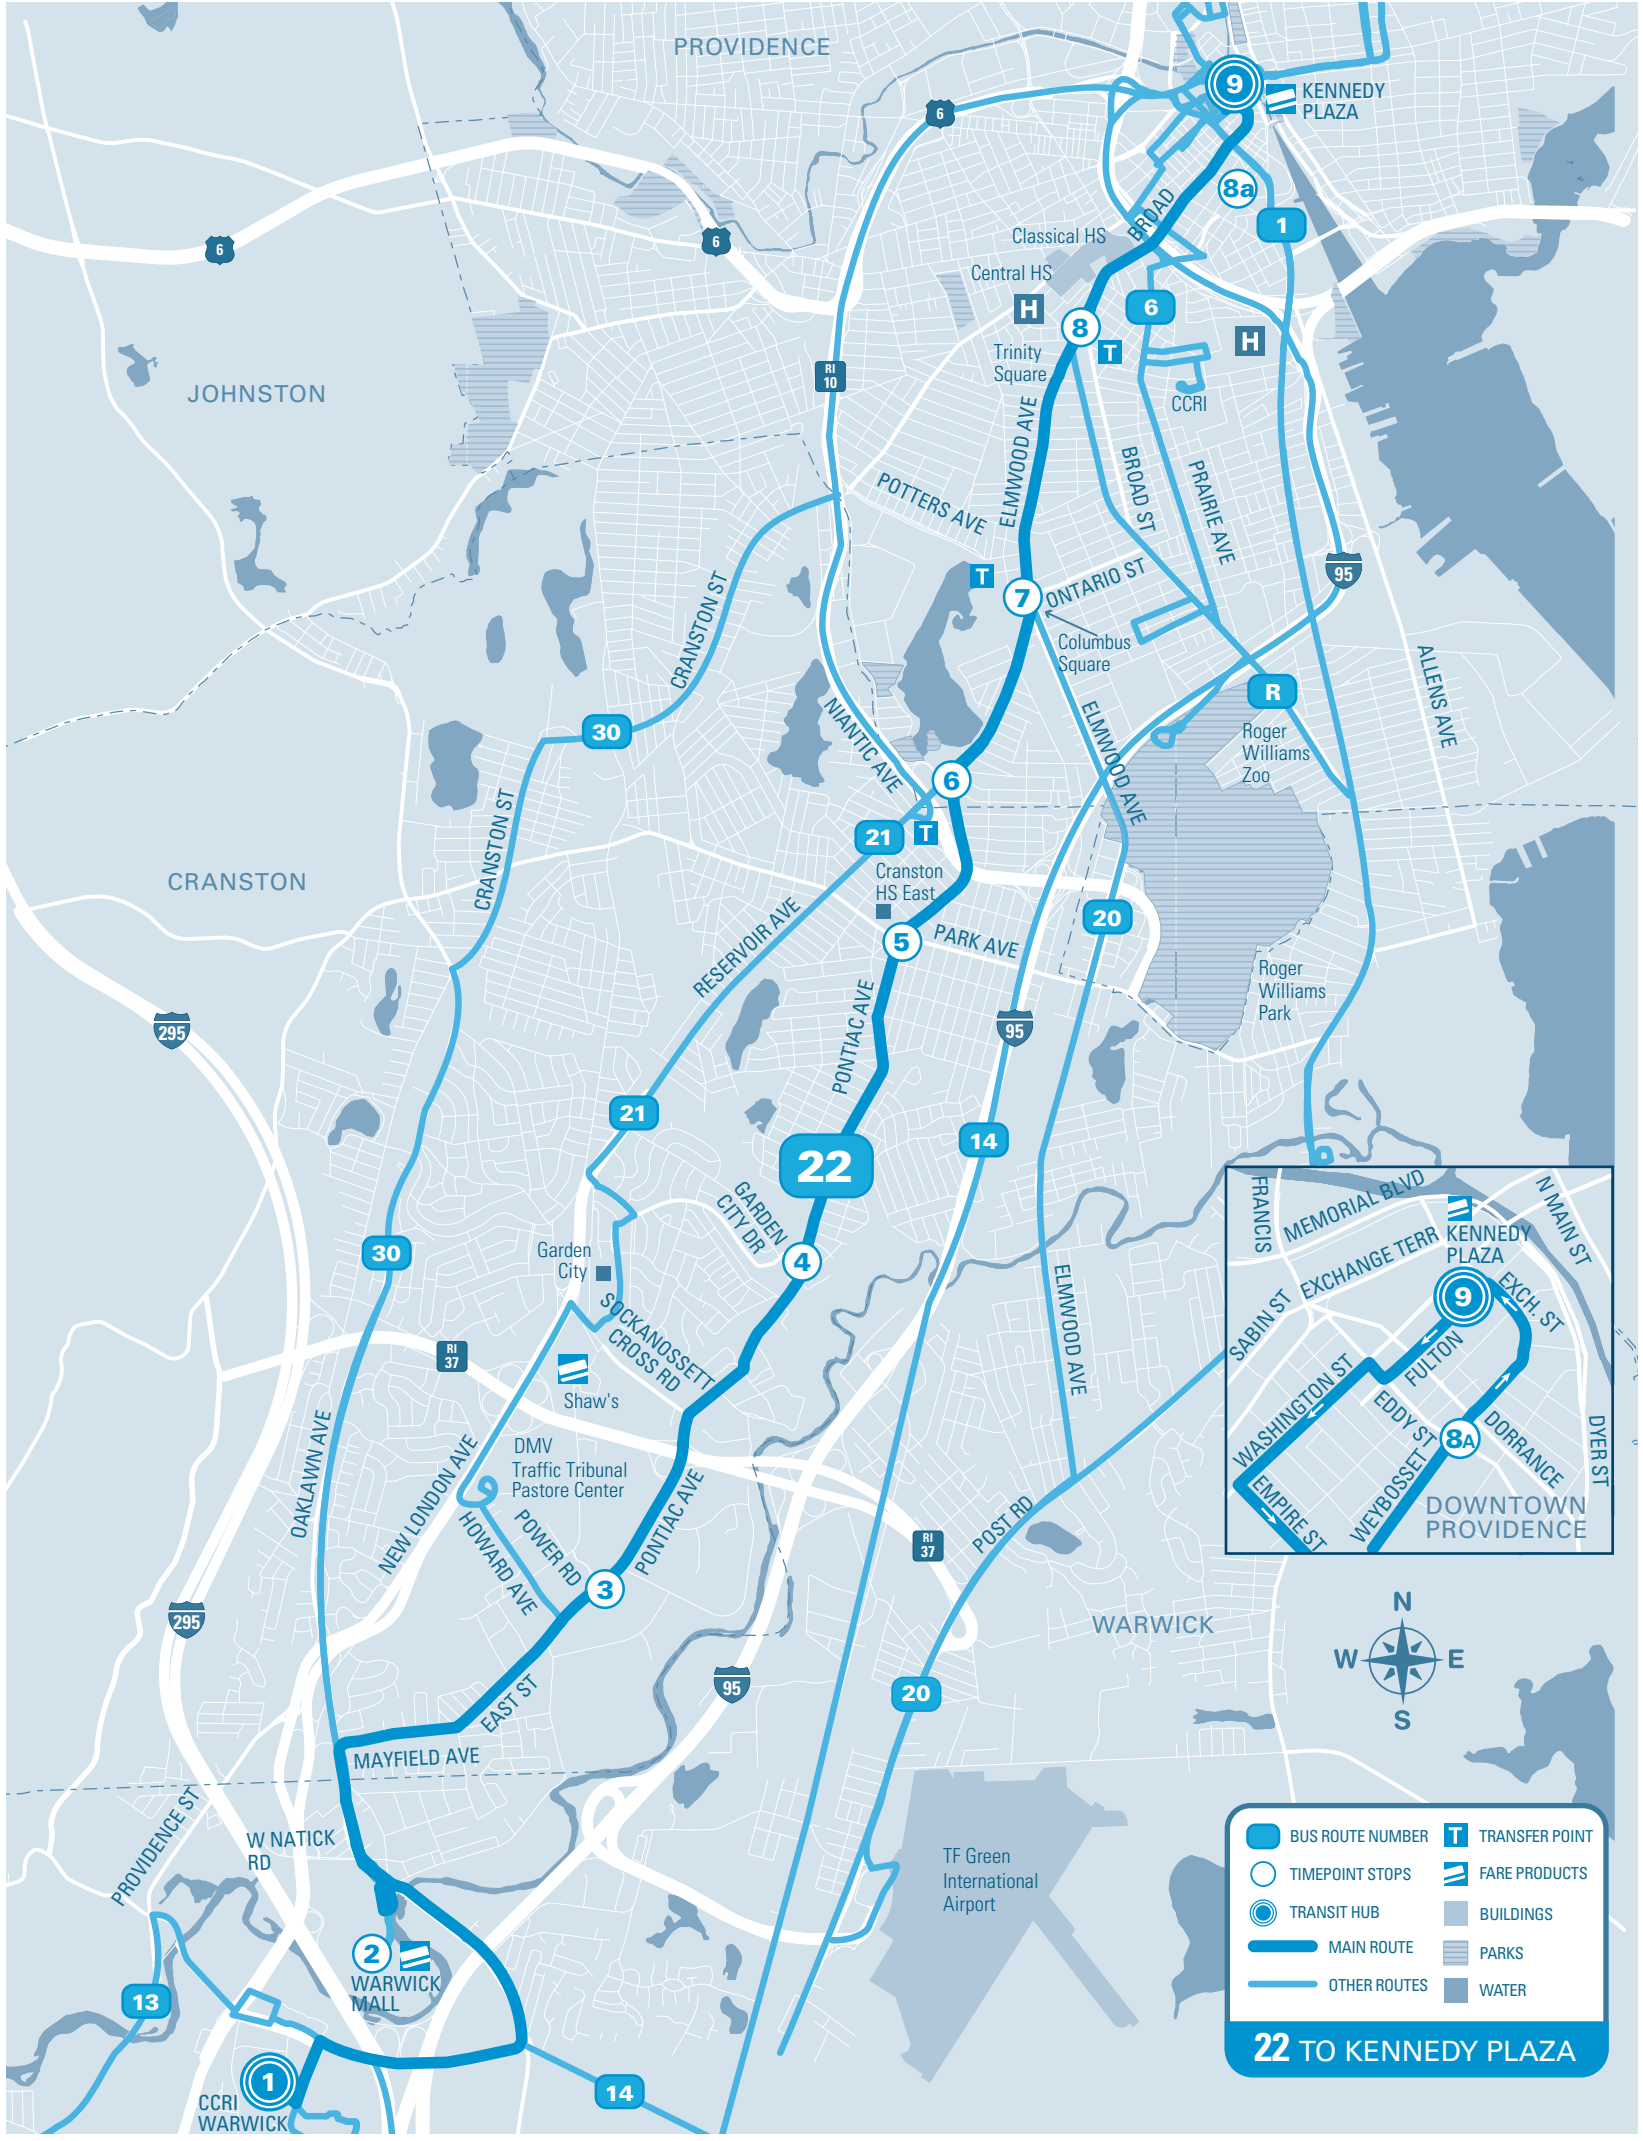 PROVIDENCE
9
KENNEDY
PLAZA
6
8a
1
BROAD
Classical HS
Central HS
6
6
H
6
8
T
H
Trinity
Square
RI
10
JOHNSTON
CCRI
ELMWOOD AVE
BROAD ST
PRAIRIE AVE
POTTERS AVE
95
T
7
ONTARIO ST
CRANSTON ST
Columbus
Square
ALLENS AVE
R
30
NIANTIC AVE
ELMWOOD AVE
Roger
Williams
Zoo
6
CRANSTON ST
21
T
CRANSTON
Cranston
HS East
20
RESERVOIR AVE
5
PARK AVE
Roger
Williams
Park
295
PONTIAC AVE
95
21
14
22
GARDEN
CITY DR
30
Garden
City
4
ELMWOOD AVE
SOCKANOSSETT
CROSS RD
RI
37
Shaw's
OAKLAWN AVE
NEW LONDON AVE
DMV
Traffic Tribunal
Pastore Center
HOWARD AVE
POWER RD
PONTIAC AVE
RI
37
POST RD
3
295
WARWICK
95
20
EAST ST
MAYFIELD AVE
PROVIDENCE ST
W NATICK
RD
TF Green
International
Airport
2
WARWICK
MALL
13
1
CCRI
WARWICK
14
FRANCIS
MEMORIAL BLVD
N MAIN ST
EXCHANGE TERR
KENNEDY
PLAZA
SABIN ST
9
EXCH. ST
FULTON
WASHINGTON ST
EDDY ST
8A
DORRANCE
DYER ST
EMPIRE ST
WEYBOSSET
DOWNTOWN
PROVIDENCE
N
W
E
S
BUS ROUTE NUMBER
T
TRANSFER POINT
TIMEPOINT STOPS
FARE PRODUCTS
TRANSIT HUB
BUILDINGS
MAIN ROUTE
PARKS
OTHER ROUTES
WATER
22 TO KENNEDY PLAZA